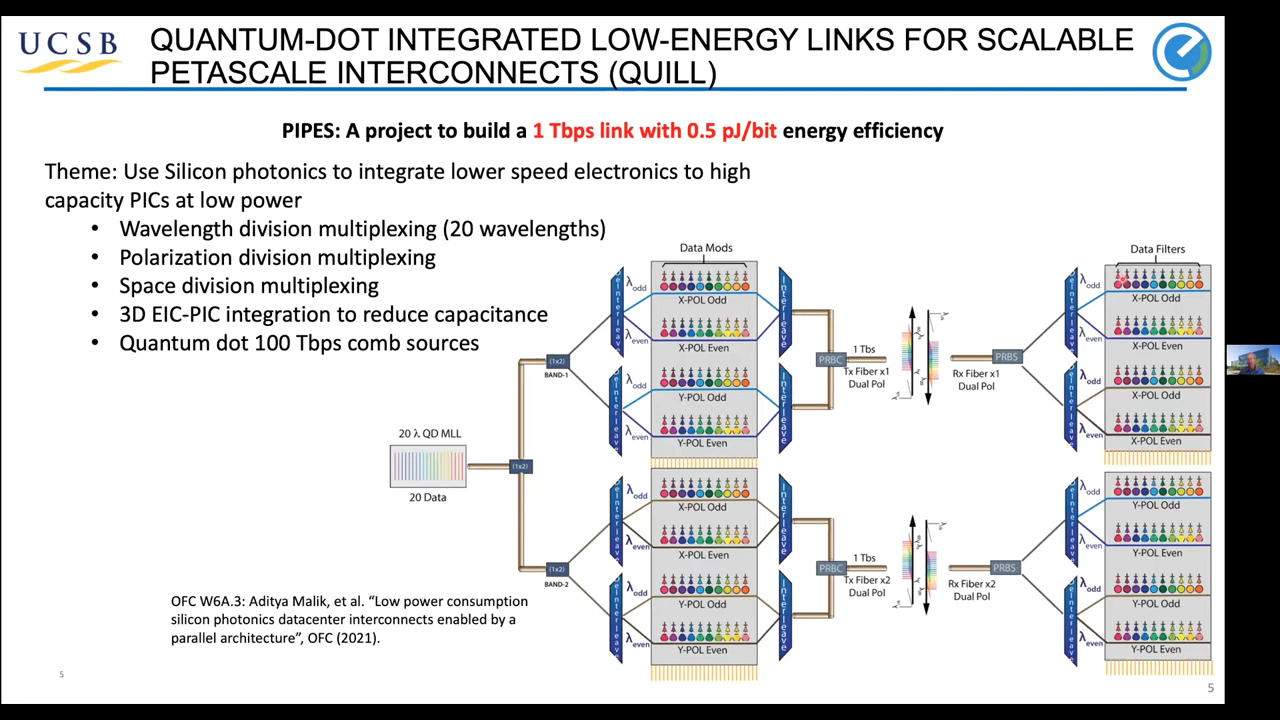 UCSB
QUANTUM-DOT INTEGRATED LOW-ENERGY LINKS FOR SCALABLE
PETASCALE INTERCONNECTS (QUILL)
PIPES: A project to build a 1 Tbps link with 0.5 pJ/bit energy efficiency
Theme: Use Silicon photonics to integrate lower speed electronics to high
capacity PICs at low power
• Wavelength division multiplexing (20 wavelengths)
• Polarization division multiplexing
• Space division multiplexing
• 3D EIC-PIC integration to reduce capacitance
• Quantum dot 100 Tbps comb sources
20 λ QD MLL
20 Data
(1x2)
(1x2)
BAND-1
(1x2)
BAND-2
Data Mods
λodd
X-POL Odd
λeven
X-POL Even
λodd
Y-POL Odd
λeven
Y-POL Even
λodd
X-POL Odd
λeven
X-POL Even
λodd
Y-POL Odd
λeven
Y-POL Even
Interleave
Interleave
Interleave
Interleave
PRBC
1 Tbs
Tx Fiber x1
Dual Pol
Rx Fiber x1
Dual Pol
PRBS
PRBC
1 Tbs
Tx Fiber x2
Dual Pol
Rx Fiber x2
Dual Pol
PRBS
Data Filters
λodd
X-POL Odd
λeven
X-POL Even
λodd
X-POL Odd
λeven
X-POL Even
λodd
Y-POL Odd
λeven
Y-POL Even
λodd
Y-POL Odd
λeven
Y-POL Even
OFC W6A.3: Aditya Malik, et al. “Low power consumption
silicon photonics datacenter interconnects enabled by a
parallel architecture”, OFC (2021).
5
5